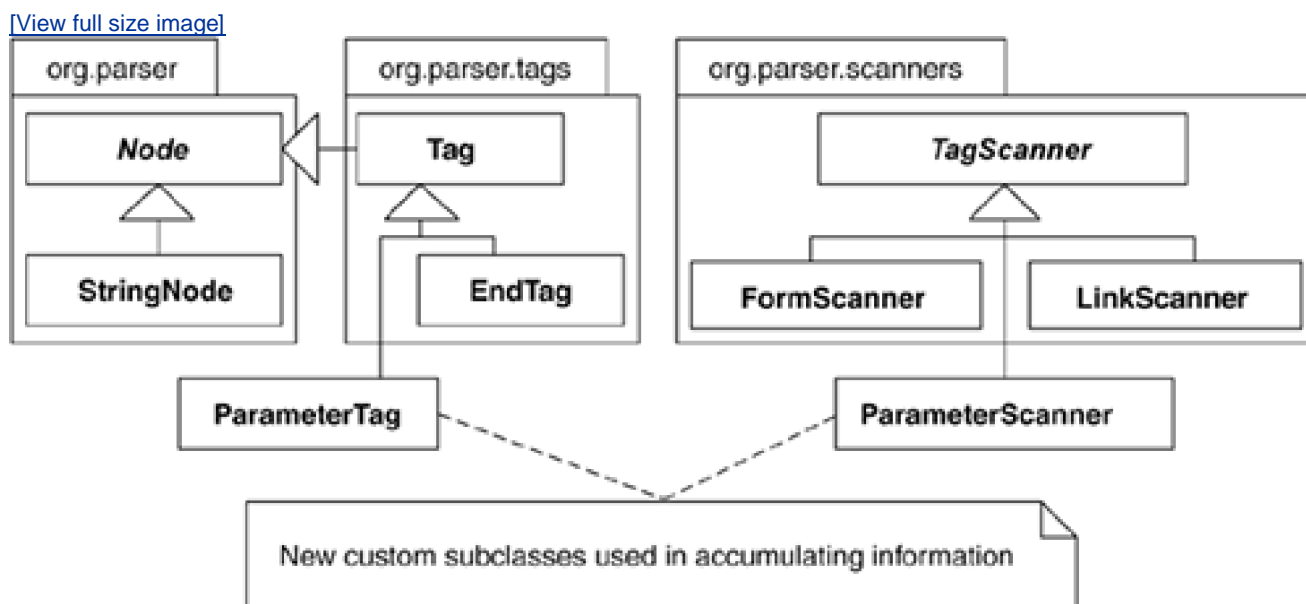 [View full size image]
org.parser
org.parser.tags
org.parser.scanners
Node
Tag
TagScanner
StringNode
EndTag
FormScanner
LinkScanner
ParameterTag
ParameterScanner
New custom subclasses used in accumulating information